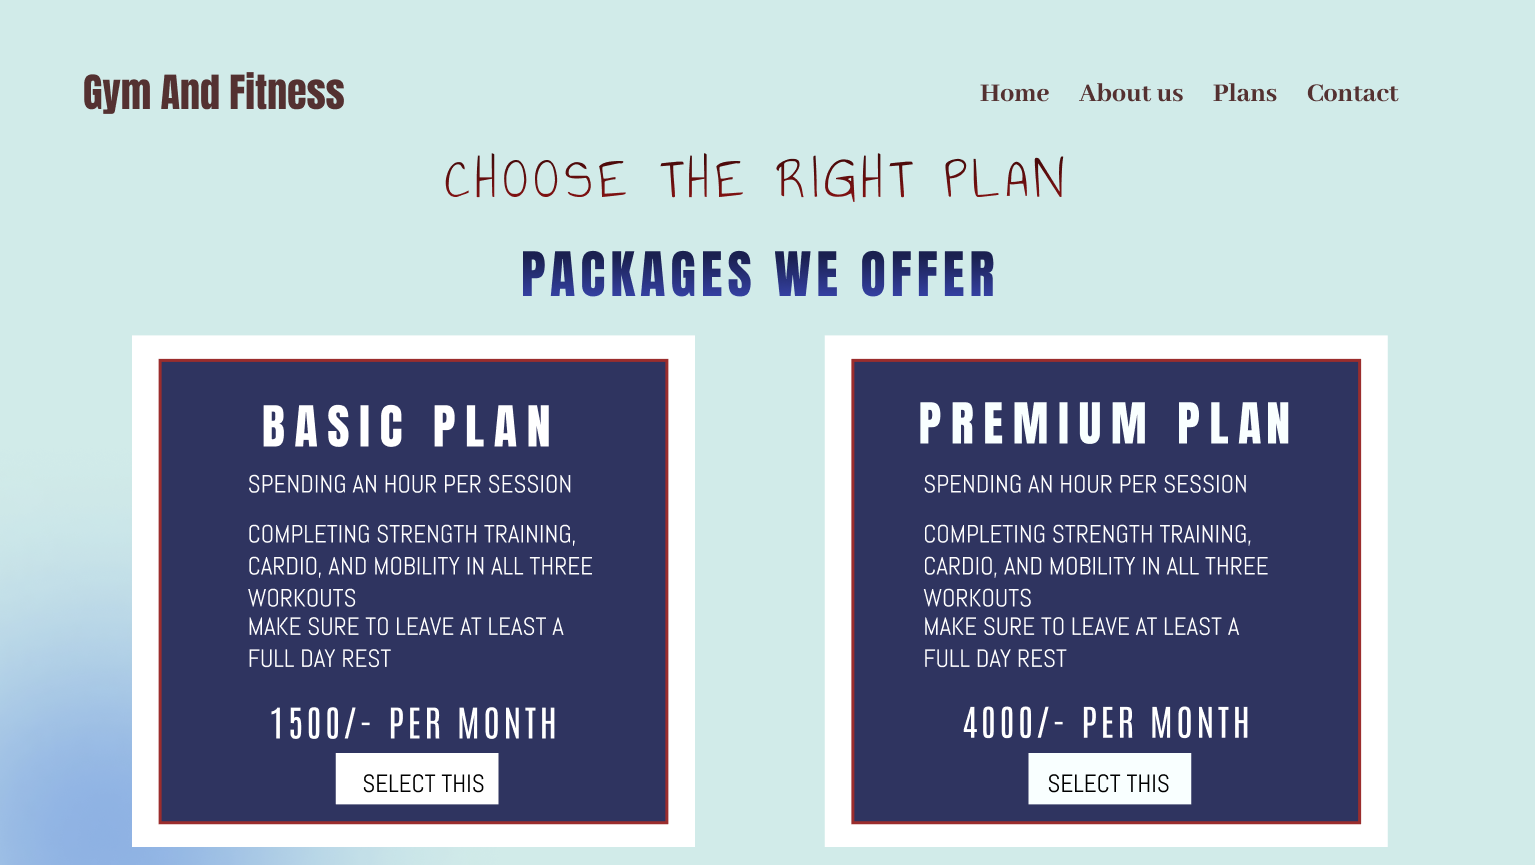 Gym And Fitness
Home About us Plans Contact
CHOOSE THE RIGHT PLAN
PACKAGES WE OFFER
BASIC PLAN
SPENDING AN HOUR PER SESSION
COMPLETING STRENGTH TRAINING,
CARDIO, AND MOBILITY IN ALL THREE
WORKOUTS
MAKE SURE TO LEAVE AT LEAST A
FULL DAY REST
1500/- PER MONTH
SELECT THIS
PREMIUM PLAN
SPENDING AN HOUR PER SESSION
COMPLETING STRENGTH TRAINING,
CARDIO, AND MOBILITY IN ALL THREE
WORKOUTS
MAKE SURE TO LEAVE AT LEAST A
FULL DAY REST
4000/- PER MONTH
SELECT THIS